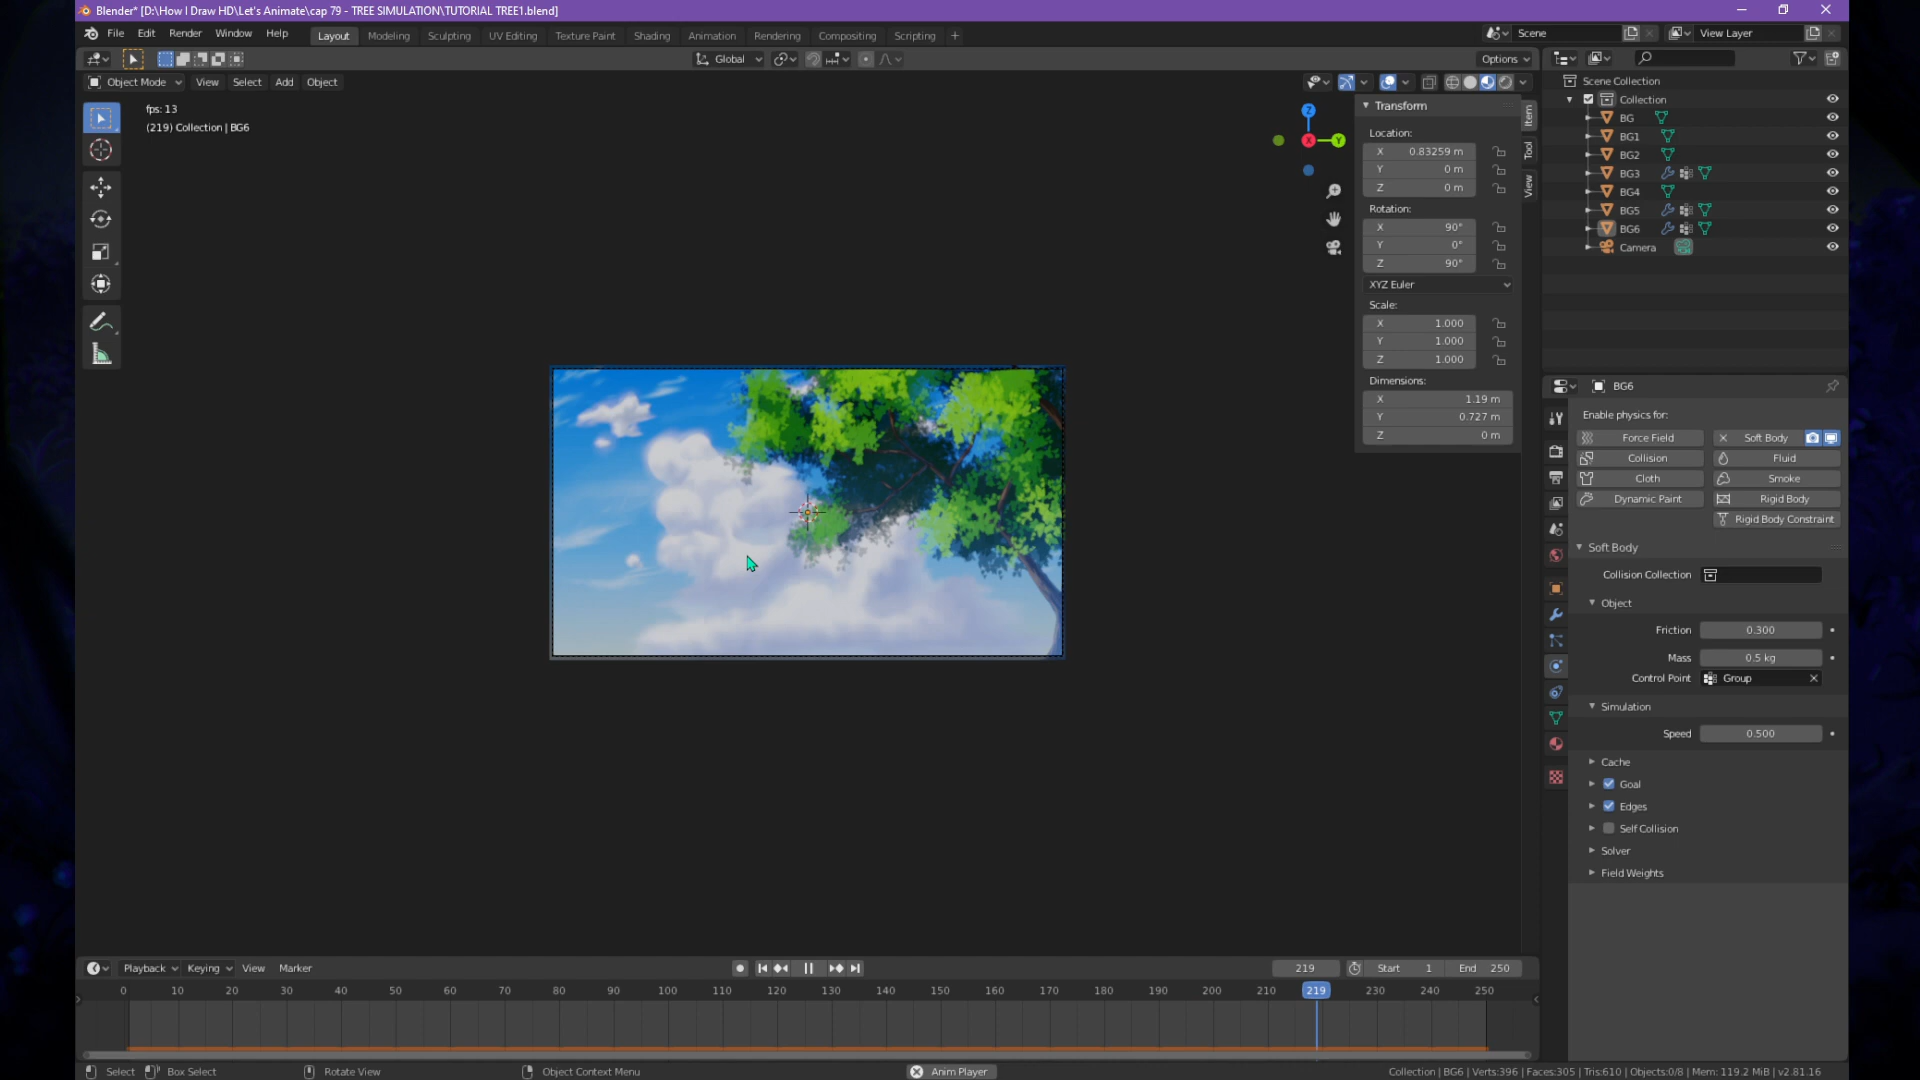 Blender* [D:\How I Draw HD\Let's Animate\cap 79 - TREE SIMULATION\TUTORIAL TREE1.blend]
File Edit Render Window Help Layout Modeling Sculpting UV Editing Texture Paint Shading Animation Rendering Compositing Scripting + Scene View Layer
Global Options
Object Mode View Select Add Object
fps: 13
(219) Collection | BG6
Z
X
Y
Transform
Location:
X 0.83259 m
Y 0 m
Z 0 m
Rotation:
X 90°
Y 0°
Z 90°
XYZ Euler
Scale:
X 1.000
Y 1.000
Z 1.000
Dimensions:
X 1.19 m
Y 0.727 m
Z 0 m
Item
Tool
View
Scene Collection
Collection
BG
BG1
BG2
BG3
BG4
BG5
BG6
Camera
BG6
Enable physics for:
Force Field Soft Body
Collision Fluid
Cloth Smoke
Dynamic Paint Rigid Body
Rigid Body Constraint
Soft Body
Collision Collection
Object
Friction 0.300
Mass 0.5 kg
Control Point Group
Simulation
Speed 0.500
Cache
Goal
Edges
Self Collision
Solver
Field Weights
Playback Keying View Marker 219 Start 1 End 250
0 10 20 30 40 50 60 70 80 90 100 110 120 130 140 150 160 170 180 190 200 210 219 230 240 250
Select Box Select Rotate View Object Context Menu Anim Player Collection | BG6 | Verts:396 | Faces:305 | Tris:610 | Objects:0/8 | Mem: 119.2 MiB | v2.81.16